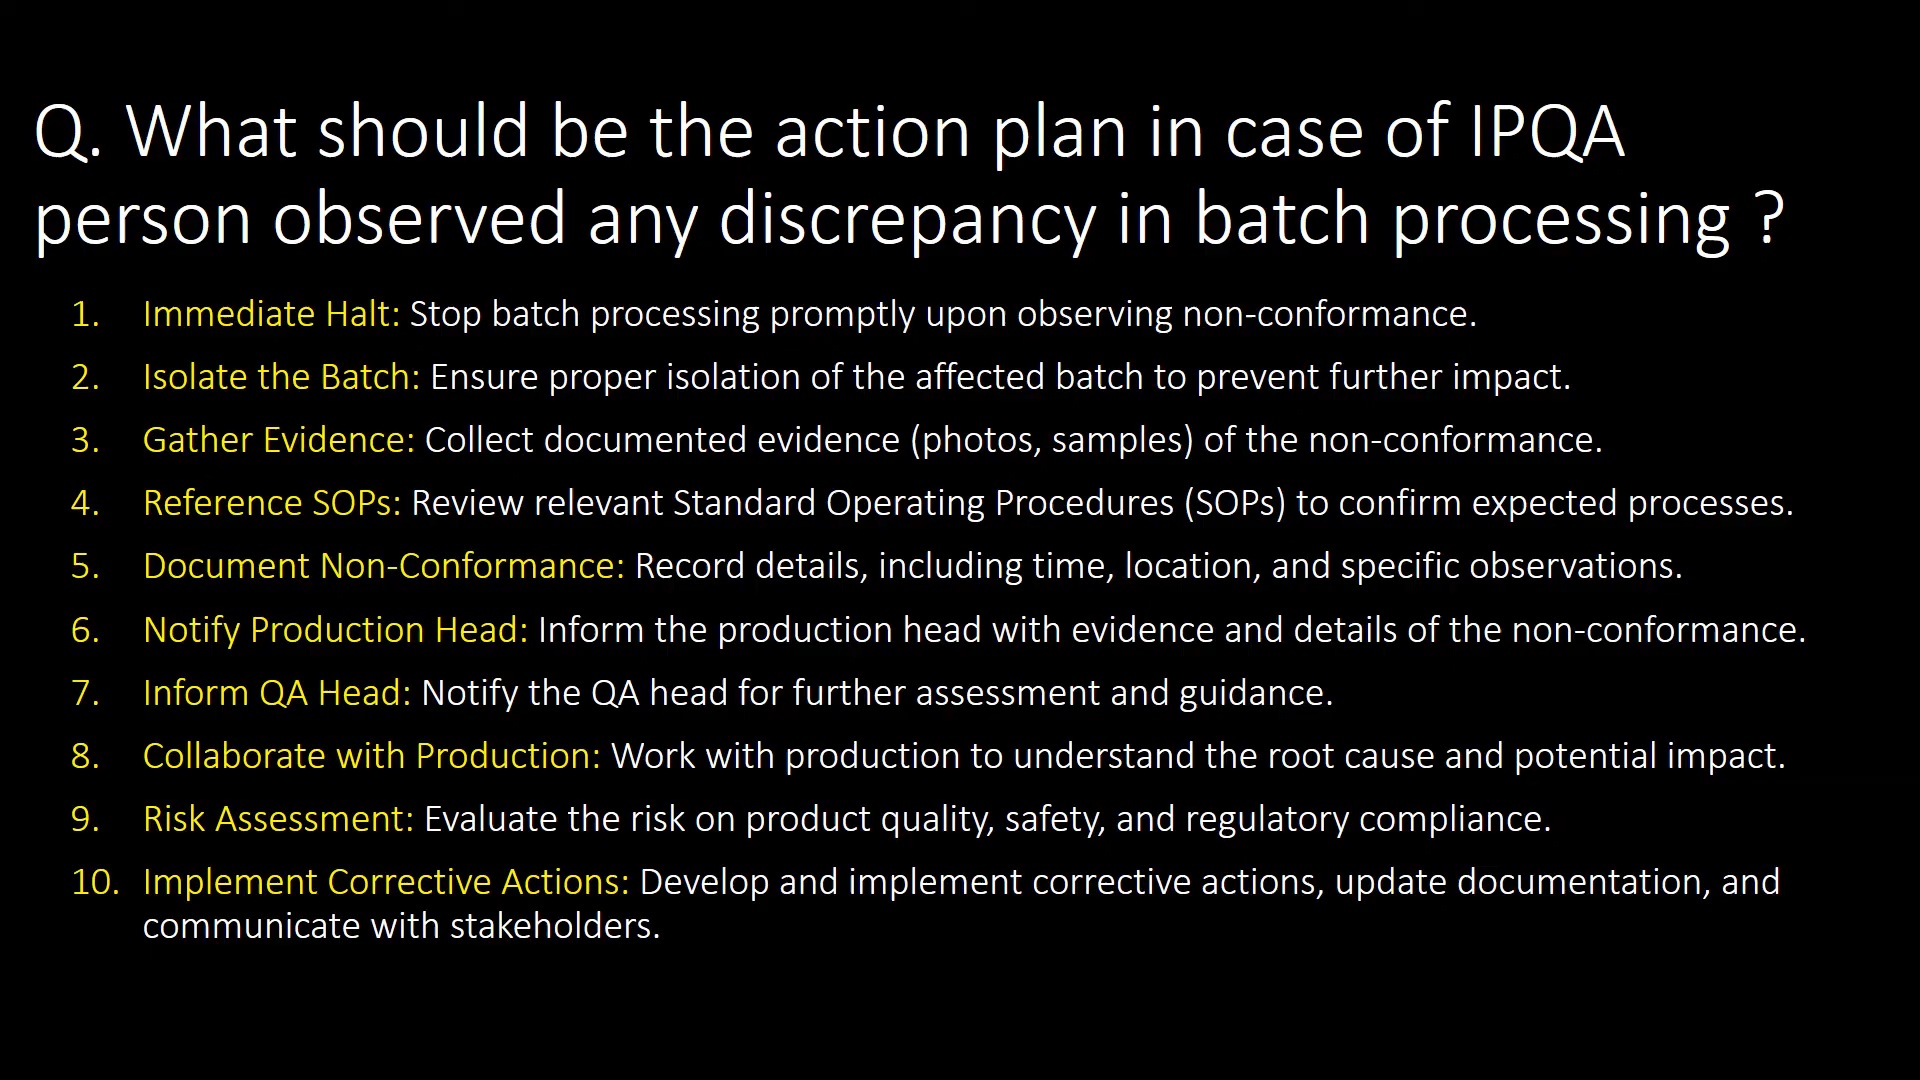 Q. What should be the action plan in case of IPQA
person observed any discrepancy in batch processing ?
1. Immediate Halt: Stop batch processing promptly upon observing non-conformance.
2. Isolate the Batch: Ensure proper isolation of the affected batch to prevent further impact.
3. Gather Evidence: Collect documented evidence (photos, samples) of the non-conformance.
4. Reference SOPs: Review relevant Standard Operating Procedures (SOPs) to confirm expected processes.
5. Document Non-Conformance: Record details, including time, location, and specific observations.
6. Notify Production Head: Inform the production head with evidence and details of the non-conformance.
7. Inform QA Head: Notify the QA head for further assessment and guidance.
8. Collaborate with Production: Work with production to understand the root cause and potential impact.
9. Risk Assessment: Evaluate the risk on product quality, safety, and regulatory compliance.
10. Implement Corrective Actions: Develop and implement corrective actions, update documentation, and
communicate with stakeholders.